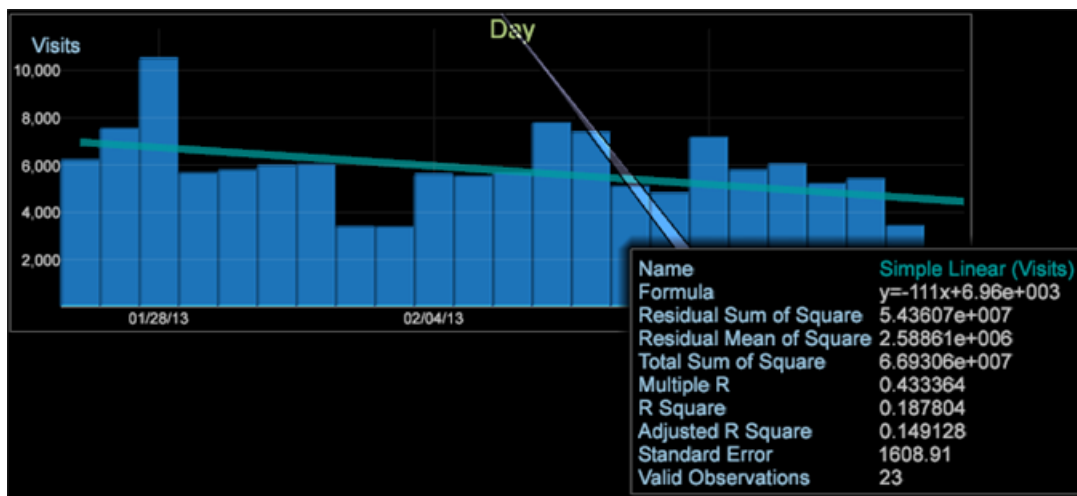 Day
Visits
10,000
8,000
6,000
4,000
2,000
01/28/13
02/04/13
Name Simple Linear (Visits)
Formula y=-111x+6.96e+003
Residual Sum of Square 5.43607e+007
Residual Mean of Square 2.58861e+006
Total Sum of Square 6.69306e+007
Multiple R 0.433364
R Square 0.187804
Adjusted R Square 0.149128
Standard Error 1608.91
Valid Observations 23